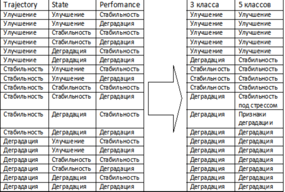 Trajectory State Perfomance 3 класса 5 классов
Улучшение Улучшение Стабильность Улучшение Улучшение
Улучшение Улучшение Деградация Улучшение Улучшение
Улучшение Стабильность Стабильность Улучшение Улучшение
Улучшение Стабильность Деградация Улучшение Улучшение
Улучшение Деградация Стабильность Улучшение Улучшение
Улучшение Деградация Деградация Деградация Стабильность
Стабильность Улучшение Стабильность Стабильность Стабильность
Стабильность Улучшение Деградация Стабильность Стабильность
Стабильность Стабильность Стабильность Стабильность Стабильность
Стабильность Стабильность Деградация Деградация Стабильность
под стрессом
Стабильность Деградация Стабильность Деградация Признаки
деградации
Стабильность Деградация Деградация Деградация Деградация
Деградация Улучшение Стабильность Деградация Деградация
Деградация Улучшение Деградация Деградация Деградация
Деградация Стабильность Стабильность Деградация Деградация
Деградация Стабильность Деградация Деградация Деградация
Деградация Деградация Стабильность Деградация Деградация
Деградация Деградация Деградация Деградация Деградация